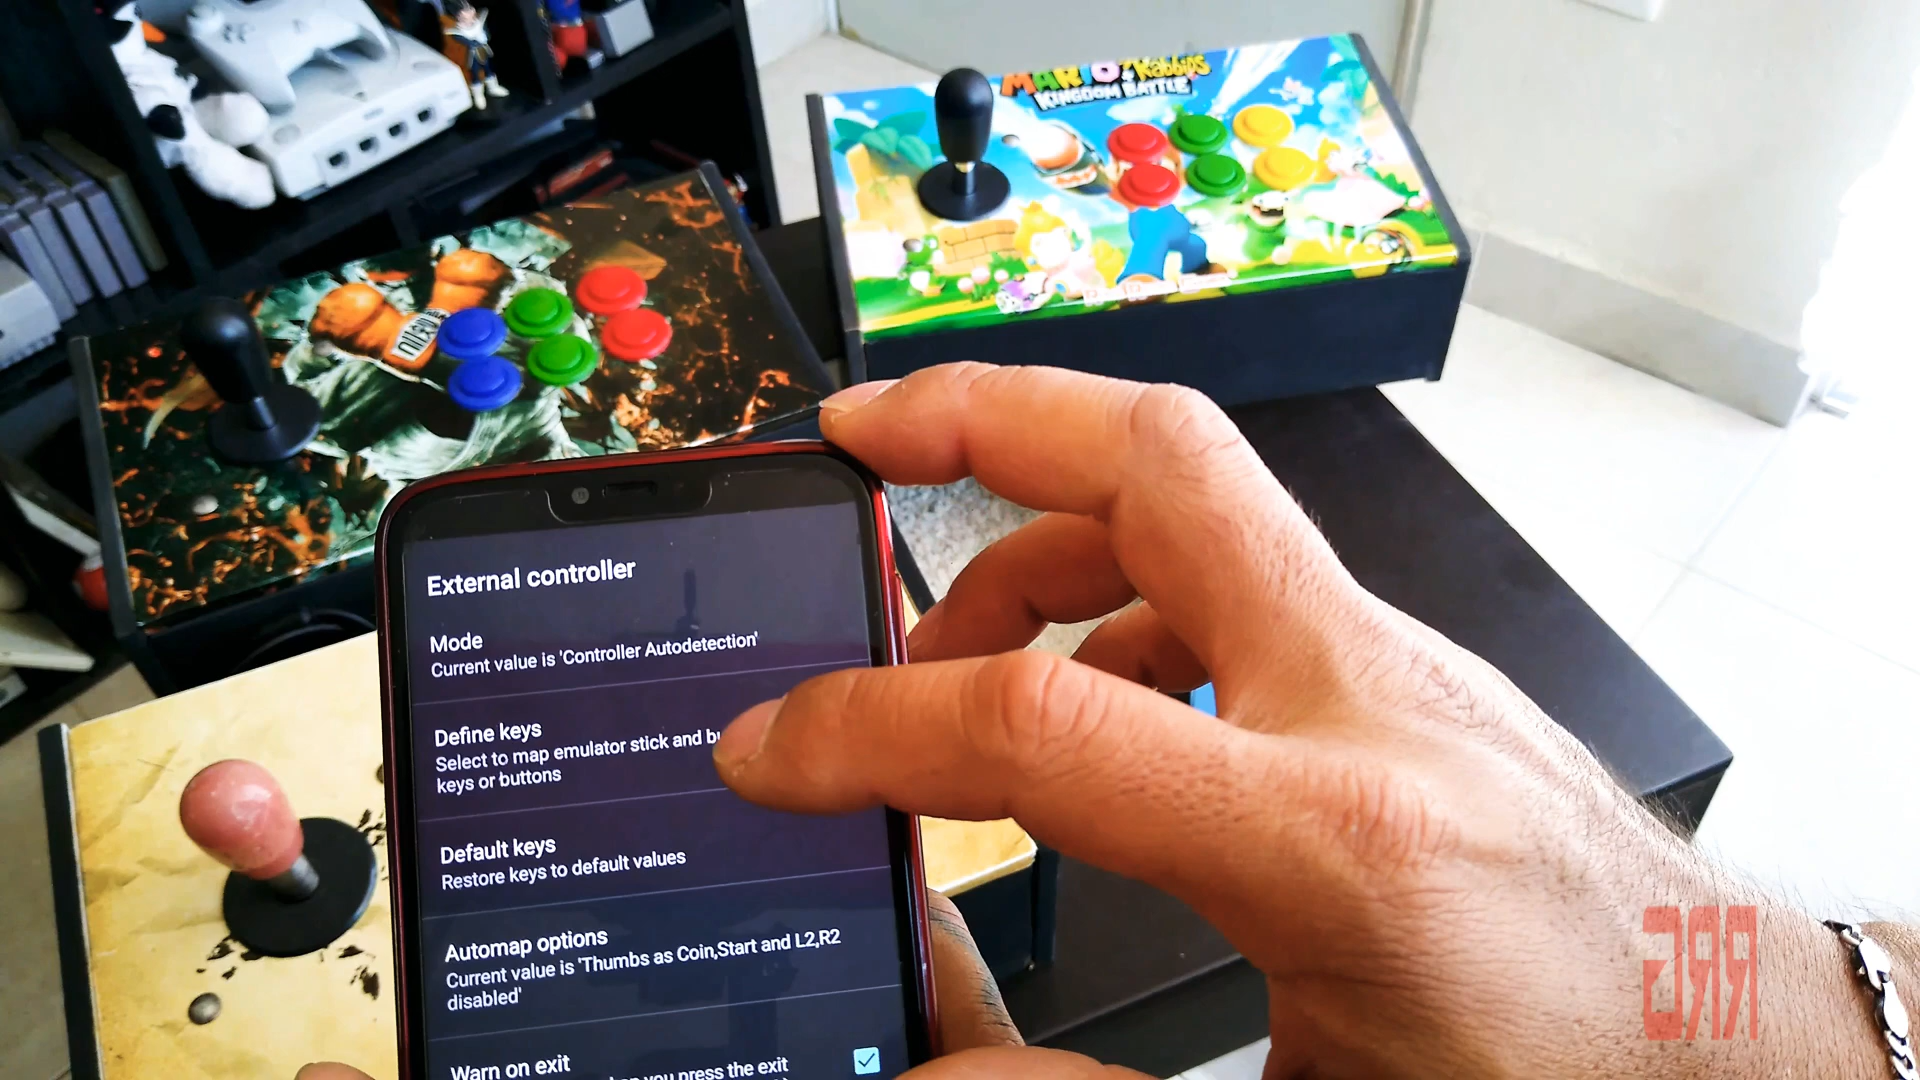 MARIO + Rabbids
KINGDOM BATTLE
External controller
Mode
Current value is 'Controller Autodetection'
Define keys
Select to map emulator stick and
keys or buttons
Default keys
Restore keys to default values
Automap options
Current value is 'Thumbs as Coin,Start and L2,R2
disabled'
Warn on exit
you press the exit